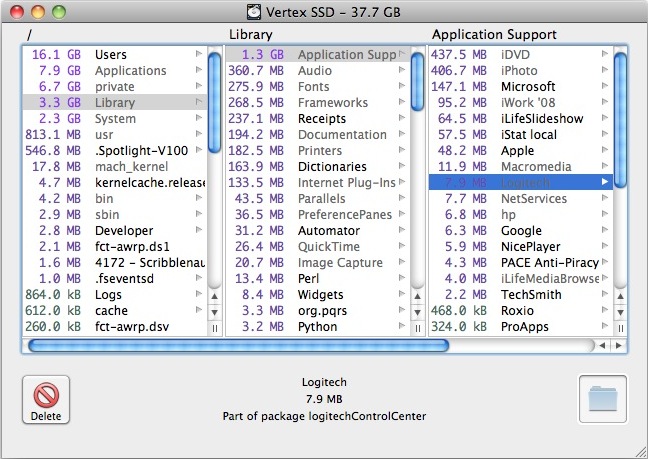 Vertex SSD - 37.7 GB
/
16.1 GB Users
7.9 GB Applications
6.7 GB private
3.3 GB Library
2.3 GB System
813.1 MB usr
546.8 MB .Spotlight-V100
17.8 MB mach_kernel
4.7 MB kernelcache.release
4.2 MB bin
2.9 MB sbin
2.8 MB Developer
2.1 MB fct-awrp.ds1
1.6 MB 4172 - Scribblenau
1.0 MB .fseventsd
864.0 kB Logs
612.0 kB cache
260.0 kB fct-awrp.dsv
Library
1.3 GB Application Supp
360.7 MB Audio
275.9 MB Fonts
268.5 MB Frameworks
237.1 MB Receipts
194.2 MB Documentation
182.5 MB Printers
163.9 MB Dictionaries
133.5 MB Internet Plug-Ins
43.5 MB Parallels
36.5 MB PreferencePanes
31.2 MB Automator
26.4 MB QuickTime
20.7 MB Image Capture
13.4 MB Perl
8.4 MB Widgets
3.3 MB org.pqrs
3.2 MB Python
Application Support
437.5 MB iDVD
406.7 MB iPhoto
147.1 MB Microsoft
95.2 MB iWork '08
64.5 MB iLifeSlideshow
57.5 MB iStat local
48.2 MB Apple
11.9 MB Macromedia
7.9 MB Logitech
7.7 MB NetServices
6.8 MB hp
6.3 MB Google
5.9 MB NicePlayer
4.3 MB PACE Anti-Piracy
4.0 MB iLifeMediaBrowse
2.2 MB TechSmith
468.0 kB Roxio
324.0 kB ProApps
Delete
Logitech
7.9 MB
Part of package logitechControlCenter